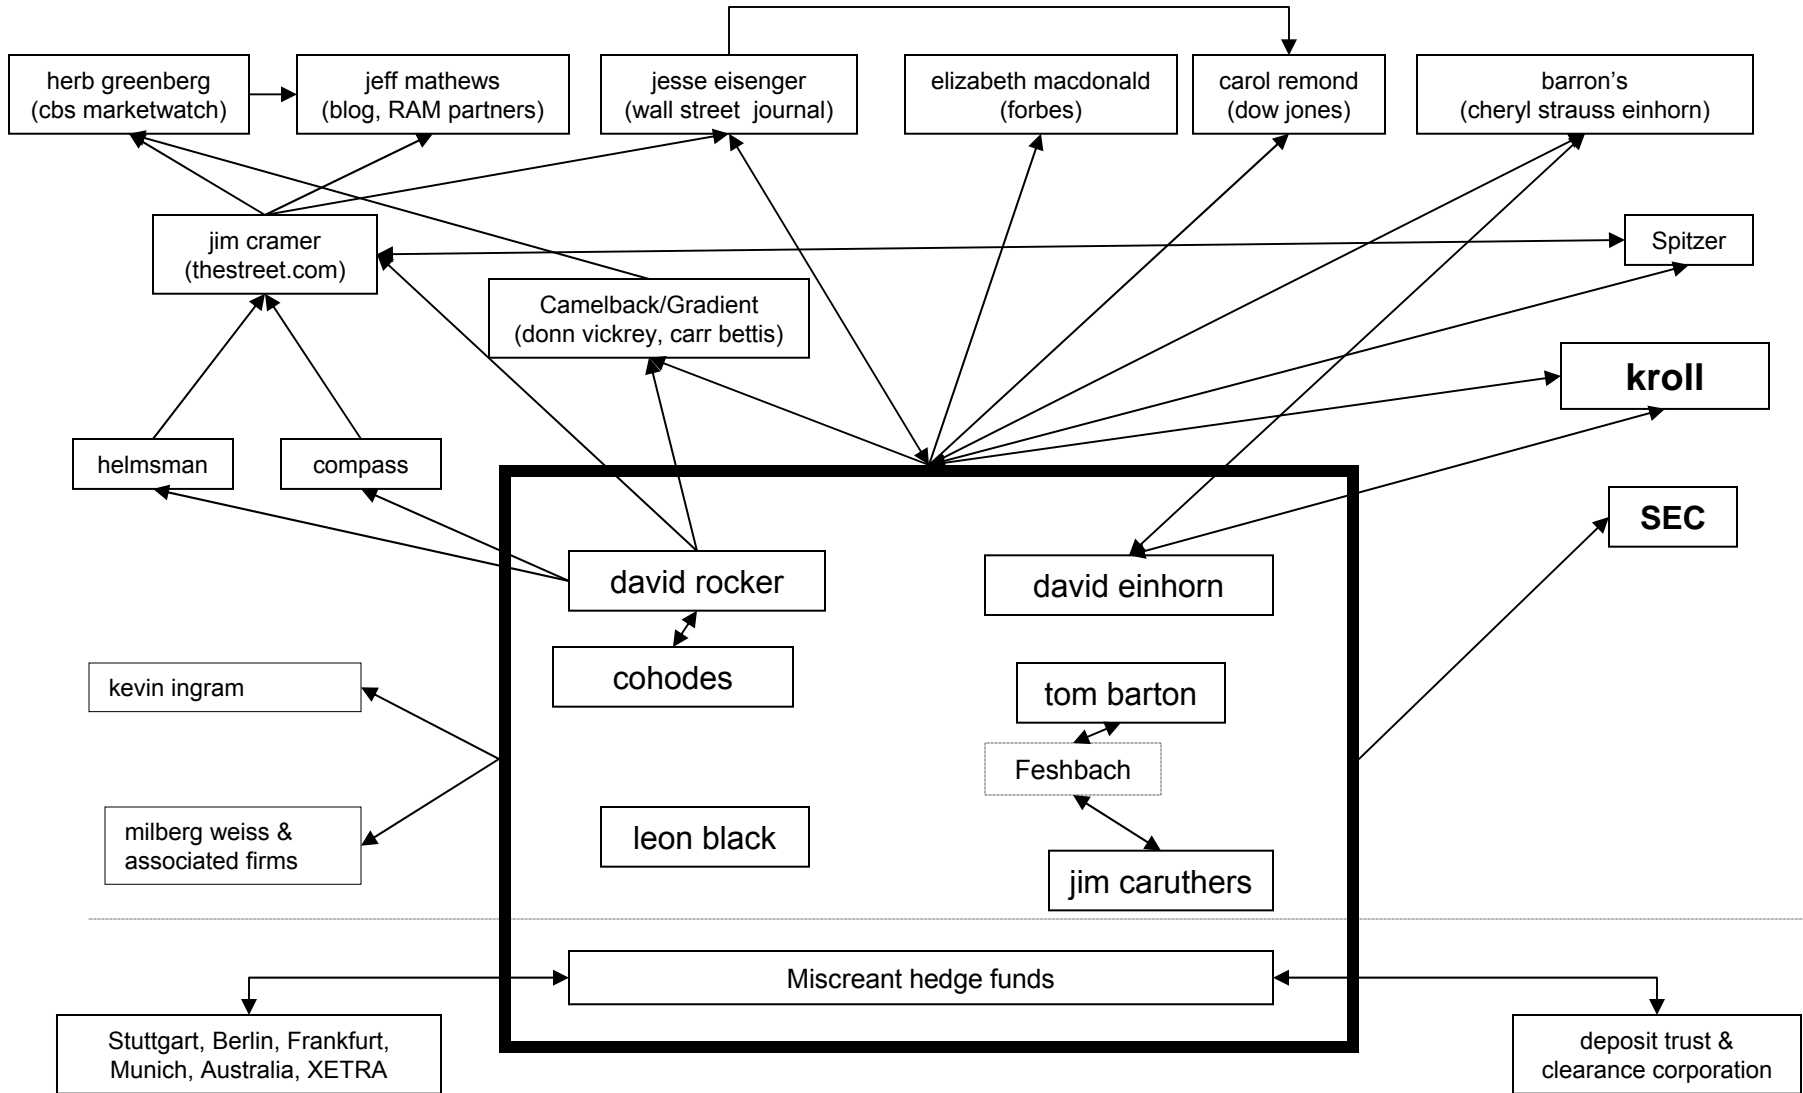 herb greenberg
(cbs marketwatch)
jeff mathews
(blog, RAM partners)
jesse eisenger
(wall street journal)
elizabeth macdonald
(forbes)
carol remond
(dow jones)
barron's
(cheryl strauss einhorn)
jim cramer
(thestreet.com)
Spitzer
Camelback/Gradient
(donn vickrey, carr bettis)
kroll
helmsman
compass
SEC
david rocker
david einhorn
cohodes
kevin ingram
tom barton
Feshbach
milberg weiss &
associated firms
leon black
jim caruthers
Miscreant hedge funds
Stuttgart, Berlin, Frankfurt,
Munich, Australia, XETRA
deposit trust &
clearance corporation